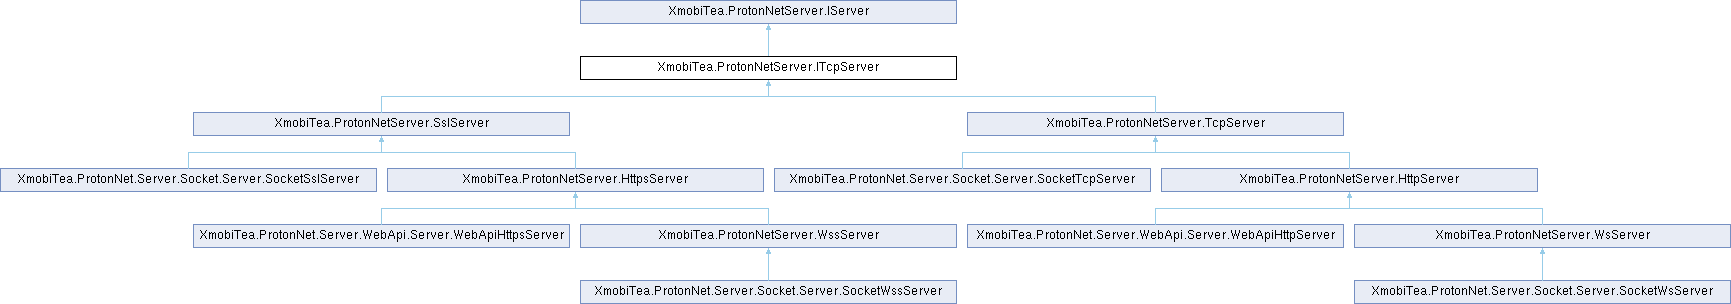 XmobiTea.ProtonNetServer.IServer
XmobiTea.ProtonNetServer.ITcpServer
XmobiTea.ProtonNetServer.SslServer
XmobiTea.ProtonNetServer.TcpServer
XmobiTea.ProtonNet.Server.Socket.Server.SocketSslServer
XmobiTea.ProtonNetServer.HttpsServer
XmobiTea.ProtonNet.Server.Socket.Server.SocketTcpServer
XmobiTea.ProtonNetServer.HttpServer
XmobiTea.ProtonNet.Server.WebApi.Server.WebApiHttpsServer
XmobiTea.ProtonNetServer.WssServer
XmobiTea.ProtonNet.Server.WebApi.Server.WebApiHttpServer
XmobiTea.ProtonNetServer.WsServer
XmobiTea.ProtonNet.Server.Socket.Server.SocketWssServer
XmobiTea.ProtonNet.Server.Socket.Server.SocketWsServer